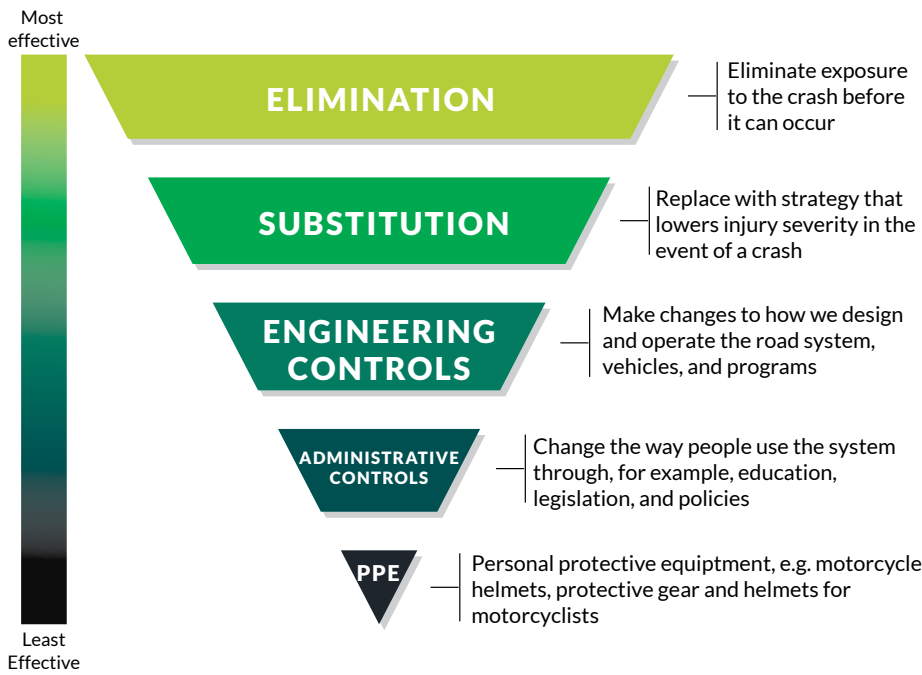 Most
effective
ELIMINATION
Eliminate exposure
to the crash before
it can occur
SUBSTITUTION
Replace with strategy that
lowers injury severity in the
event of a crash
ENGINEERING
CONTROLS
Make changes to how we design
and operate the road system,
vehicles, and programs
ADMINISTRATIVE
CONTROLS
Change the way people use the system
through, for example, education,
legislation, and policies
PPE
Personal protective equiptment, e.g. motorcycle
helmets, protective gear and helmets for
motorcyclists
Least
Effective